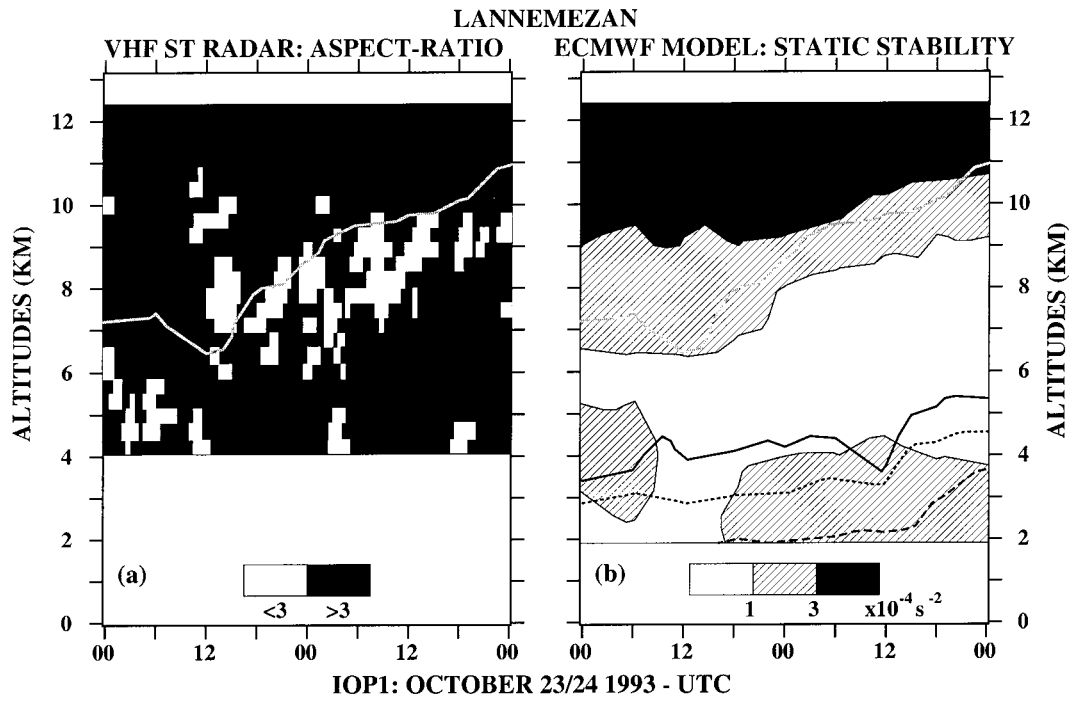 LANNEMEZAN
VHF ST RADAR: ASPECT-RATIO
ECMWF MODEL: STATIC STABILITY
ALTITUDES (KM)
12
10
8
6
4
2
0
(a)
<3 >3
00 12 00 12 00
(b)
1 3 x10-4 s-2
00 12 00 12 00
12
10
8
6
4
2
0
ALTITUDES (KM)
IOP1: OCTOBER 23/24 1993 - UTC